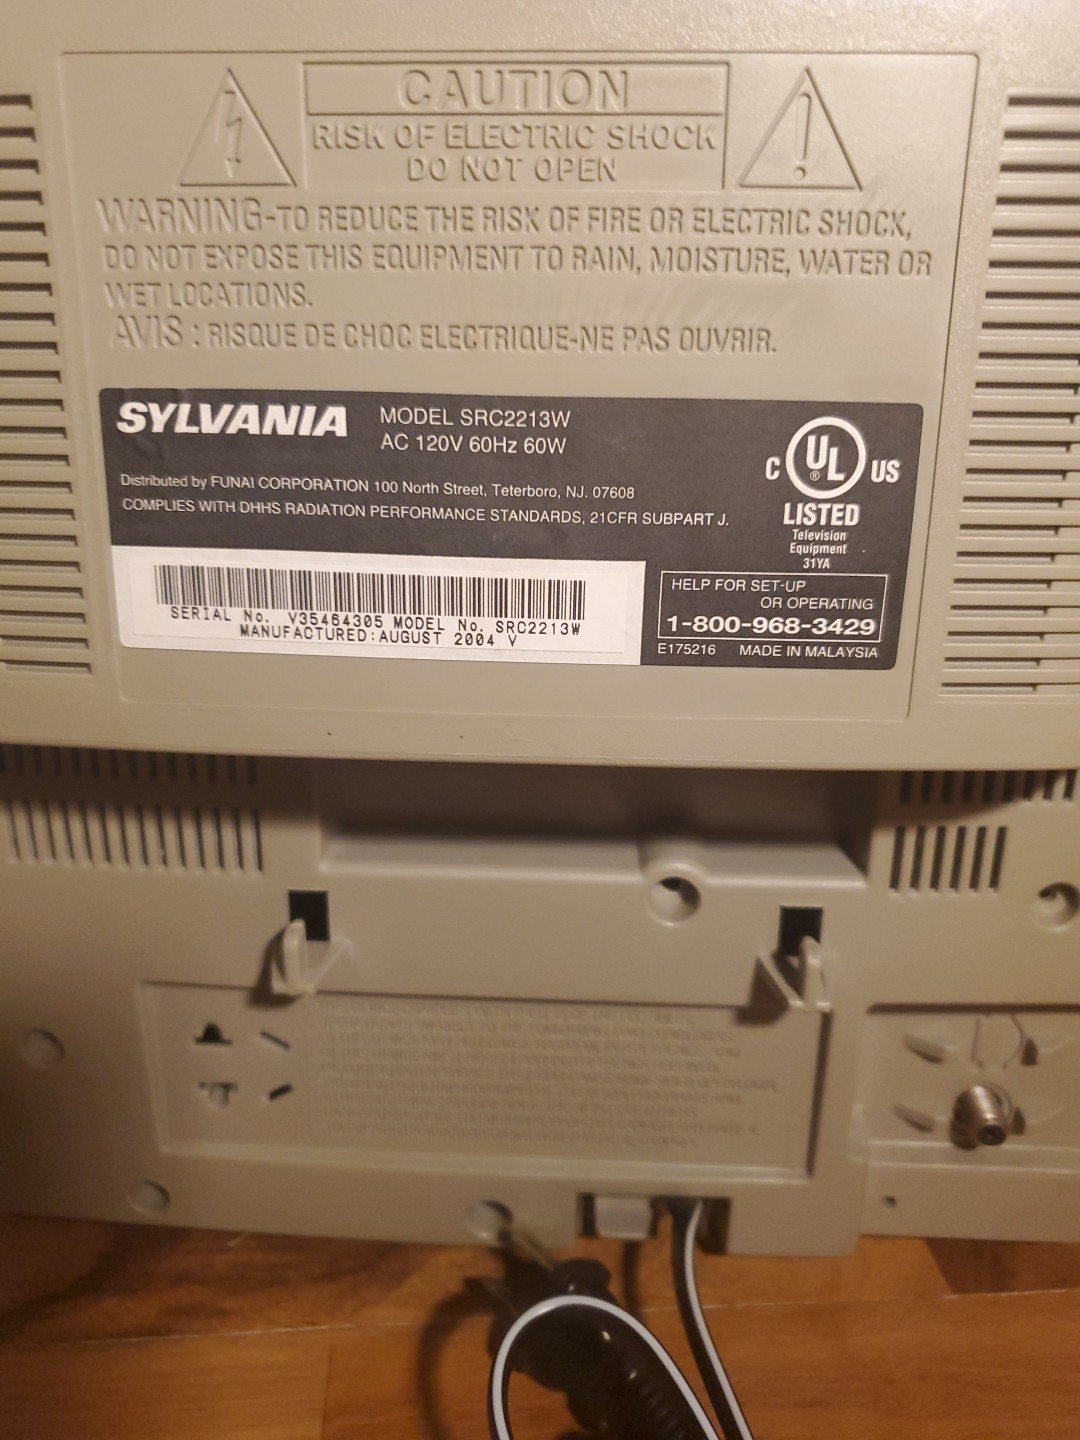 CAUTION
RISK OF ELECTRIC SHOCK
DO NOT OPEN
WARNING-TO REDUCE THE RISK OF FIRE OR ELECTRIC SHOCK,
DO NOT EXPOSE THIS EQUIPMENT TO RAIN, MOISTURE, WATER OR
WET LOCATIONS.
AVIS : RISQUE DE CHOC ELECTRIQUE-NE PAS OUVRIR.
SYLVANIA
MODEL SRC2213W
AC 120V 60Hz 60W
Distributed by FUNAI CORPORATION 100 North Street, Teterboro, NJ. 07608
COMPLIES WITH DHHS RADIATION PERFORMANCE STANDARDS, 21CFR SUBPART J.
C UL ® US
LISTED
Television
Equipment
31YA
SERIAL No. V35464305 MODEL No. SRC2213W
MANUFACTURED:AUGUST 2004 V
HELP FOR SET-UP
OR OPERATING
1-800-968-3429
E175216 MADE IN MALAYSIA